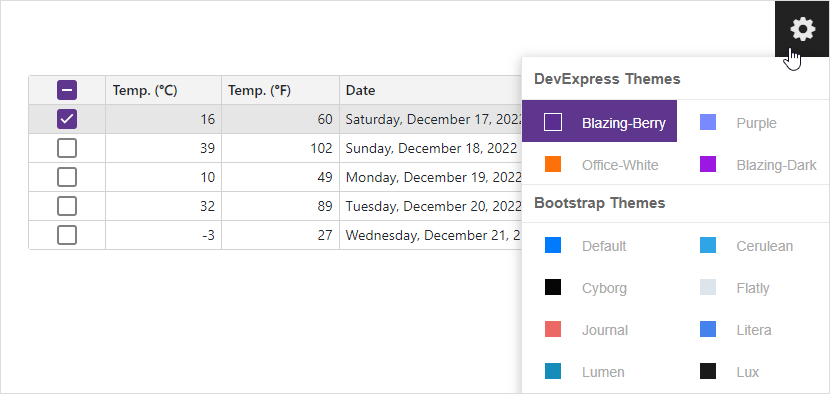 DevExpress Themes
Temp. (°C) Temp. (°F) Date
16 60 Saturday, December 17, 2022
Blazing-Berry Purple
39 102 Sunday, December 18, 2022
10 49 Monday, December 19, 2022
Office-White Blazing-Dark
32 89 Tuesday, December 20, 2022
Bootstrap Themes
-3 27 Wednesday, December 21, 2
Default Cerulean
Cyborg Flatly
Journal Litera
Lumen Lux